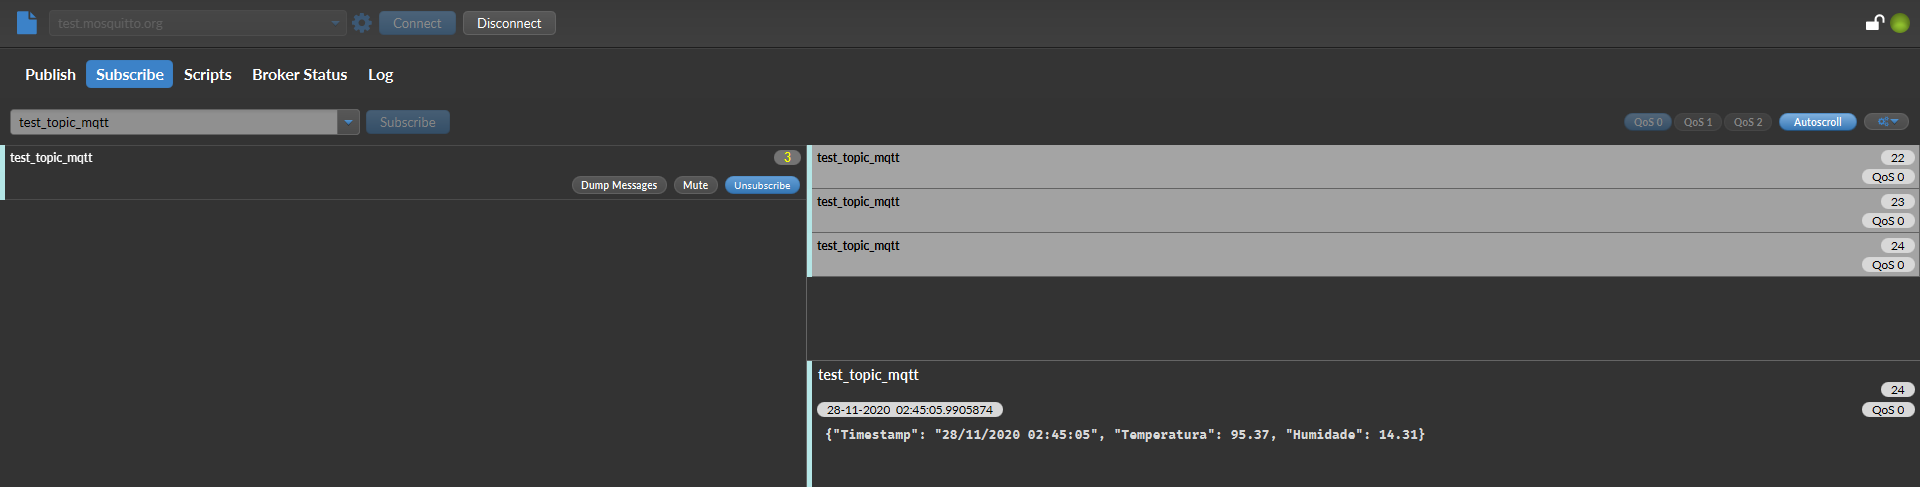 test.mosquitto.org Connect Disconnect
Publish Subscribe Scripts Broker Status Log
test_topic_mqtt Subscribe QoS 0 QoS 1 QoS 2 Autoscroll
test_topic_mqtt 3
Dump Messages Mute Unsubscribe
test_topic_mqtt 22
QoS 0
test_topic_mqtt 23
QoS 0
test_topic_mqtt 24
QoS 0
test_topic_mqtt
24
28-11-2020 02:45:05.9905874 QoS 0
{"Timestamp": "28/11/2020 02:45:05", "Temperatura": 95.37, "Humidade": 14.31}